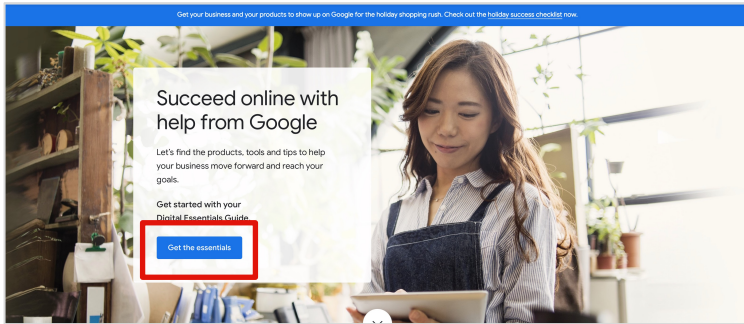 Get your business and your products to show up on Google for the holiday shopping rush. Check out the holiday success checklist now.
Succeed online with
help from Google
Let's find the products, tools and tips to help
your business move forward and reach your
goals.
Get started with your
Digital Essentials Guide
Get the essentials